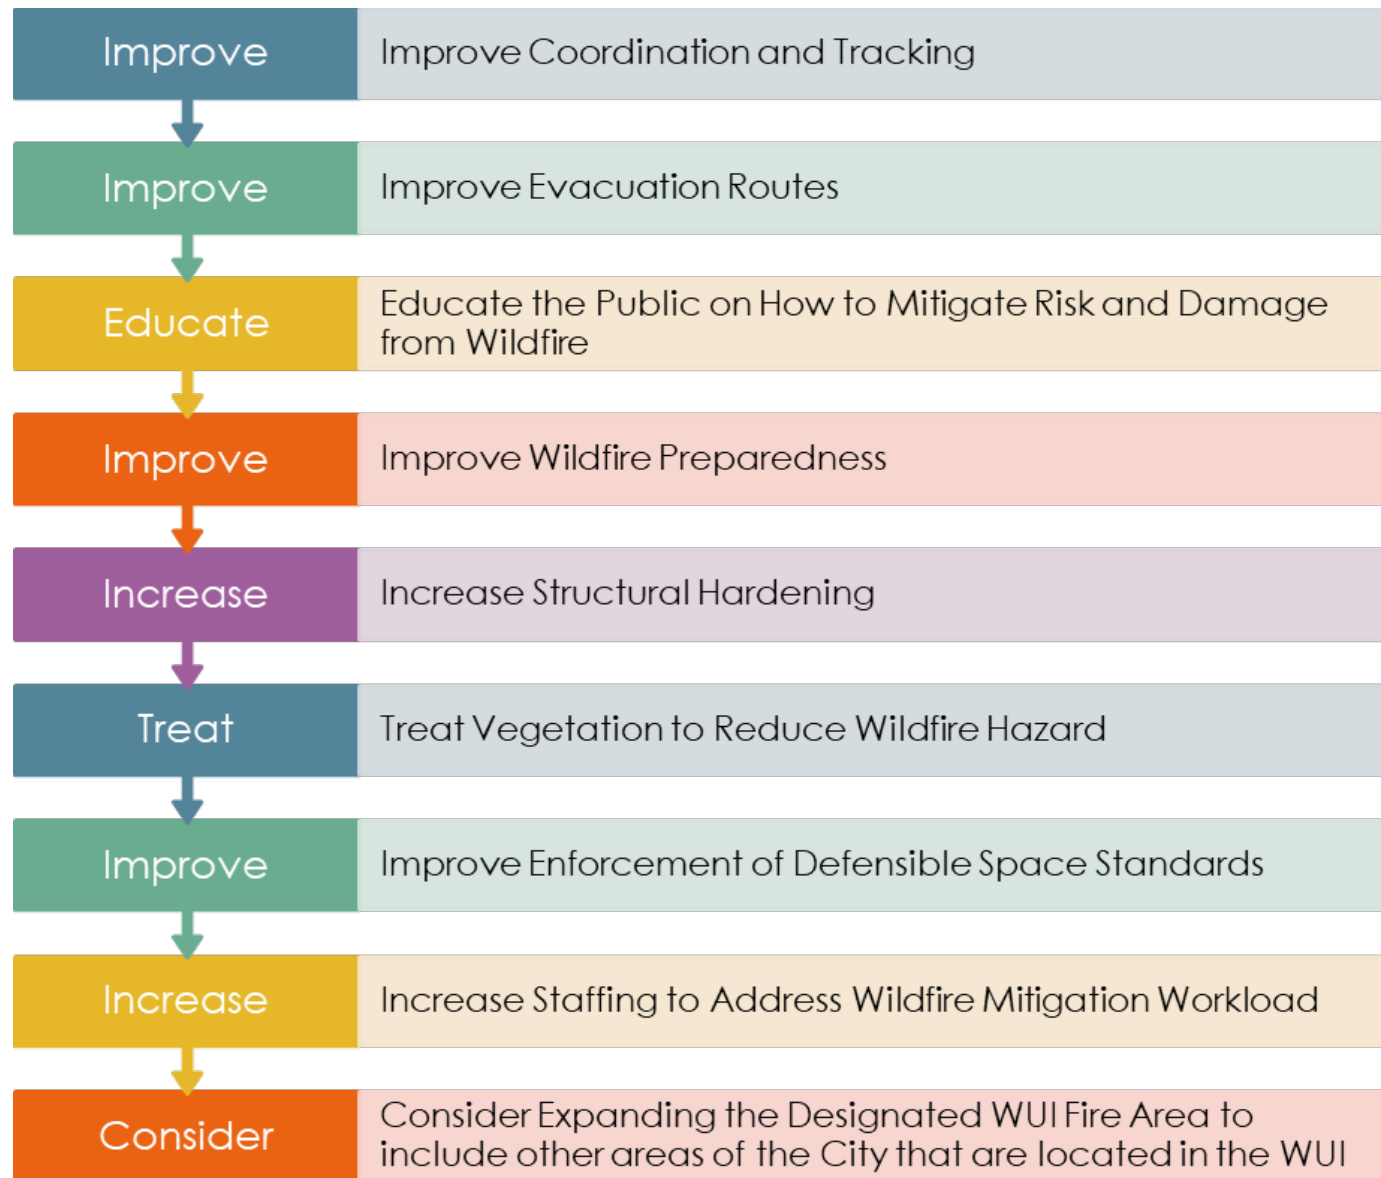 Improve
Improve Coordination and Tracking
Improve
Improve Evacuation Routes
Educate
Educate the Public on How to Mitigate Risk and Damage
from Wildfire
Improve
Improve Wildfire Preparedness
Increase
Increase Structural Hardening
Treat
Treat Vegetation to Reduce Wildfire Hazard
Improve
Improve Enforcement of Defensible Space Standards
Increase
Increase Staffing to Address Wildfire Mitigation Workload
Consider
Consider Expanding the Designated WUI Fire Area to
include other areas of the City that are located in the WUI